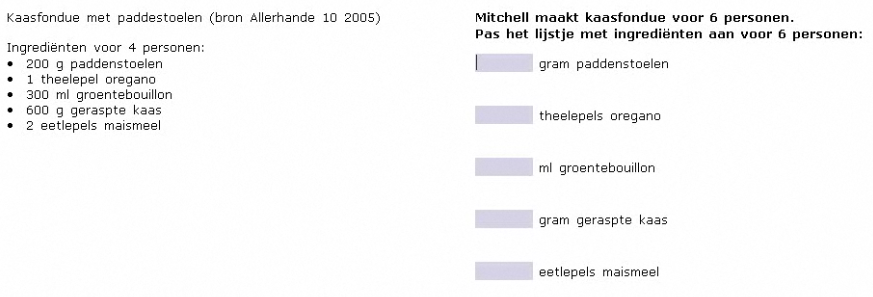 Kaasfondue met paddestoelen (bron Allerhande 10 2005)
Ingrediënten voor 4 personen:
• 200 g paddenstoelen
• 1 theelepel oregano
• 300 ml groentebouillon
• 600 g geraspte kaas
• 2 eetlepels maismeel
Mitchell maakt kaasfondue voor 6 personen.
Pas het lijstje met ingrediënten aan voor 6 personen:
gram paddenstoelen
theelepels oregano
ml groentebouillon
gram geraspte kaas
eetlepels maismeel